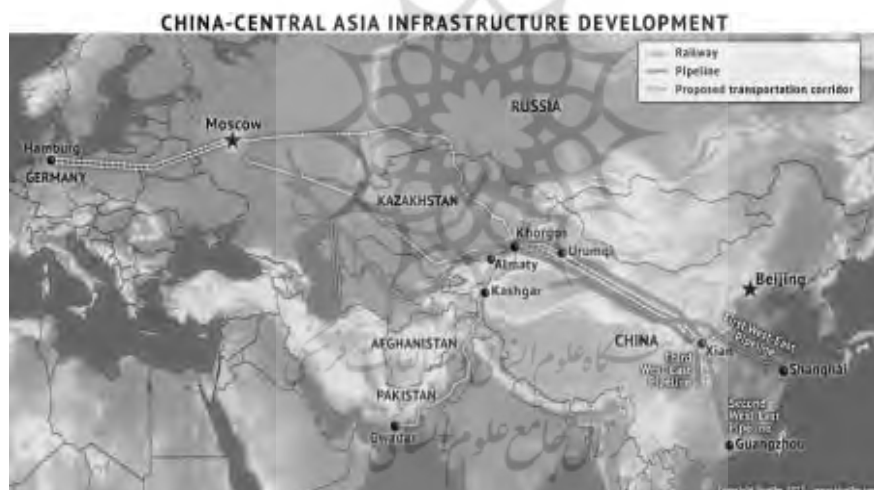 CHINA-CENTRAL ASIA INFRASTRUCTURE DEVELOPMENT
Railway
Pipeline
Proposed transportation corridor
RUSSIA
Moscow
Hamburg
GERMANY
KAZAKHSTAN
Khorgos
Urumqi
Almaty
Beijing
Kashgar
First West-East
Pipeline
AFGHANISTAN
CHINA
Xian
Third
West-East
Pipeline
Shanghai
PAKISTAN
Second
West-East
Pipeline
Gwadar
Guangzhou